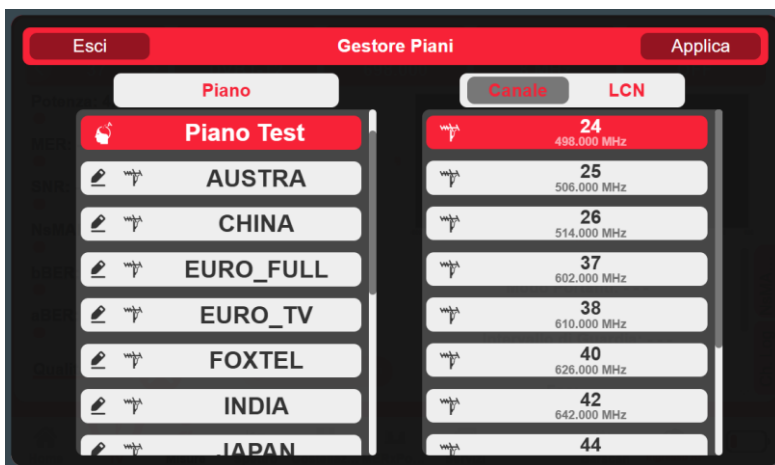 Esci
Gestore Piani
Applica
Piano
Canale
LCN
Piano Test
AUSTRA
CHINA
EURO_FULL
EURO_TV
FOXTEL
INDIA
JAPAN
24
498.000 MHz
25
506.000 MHz
26
514.000 MHz
37
602.000 MHz
38
610.000 MHz
40
626.000 MHz
42
642.000 MHz
44